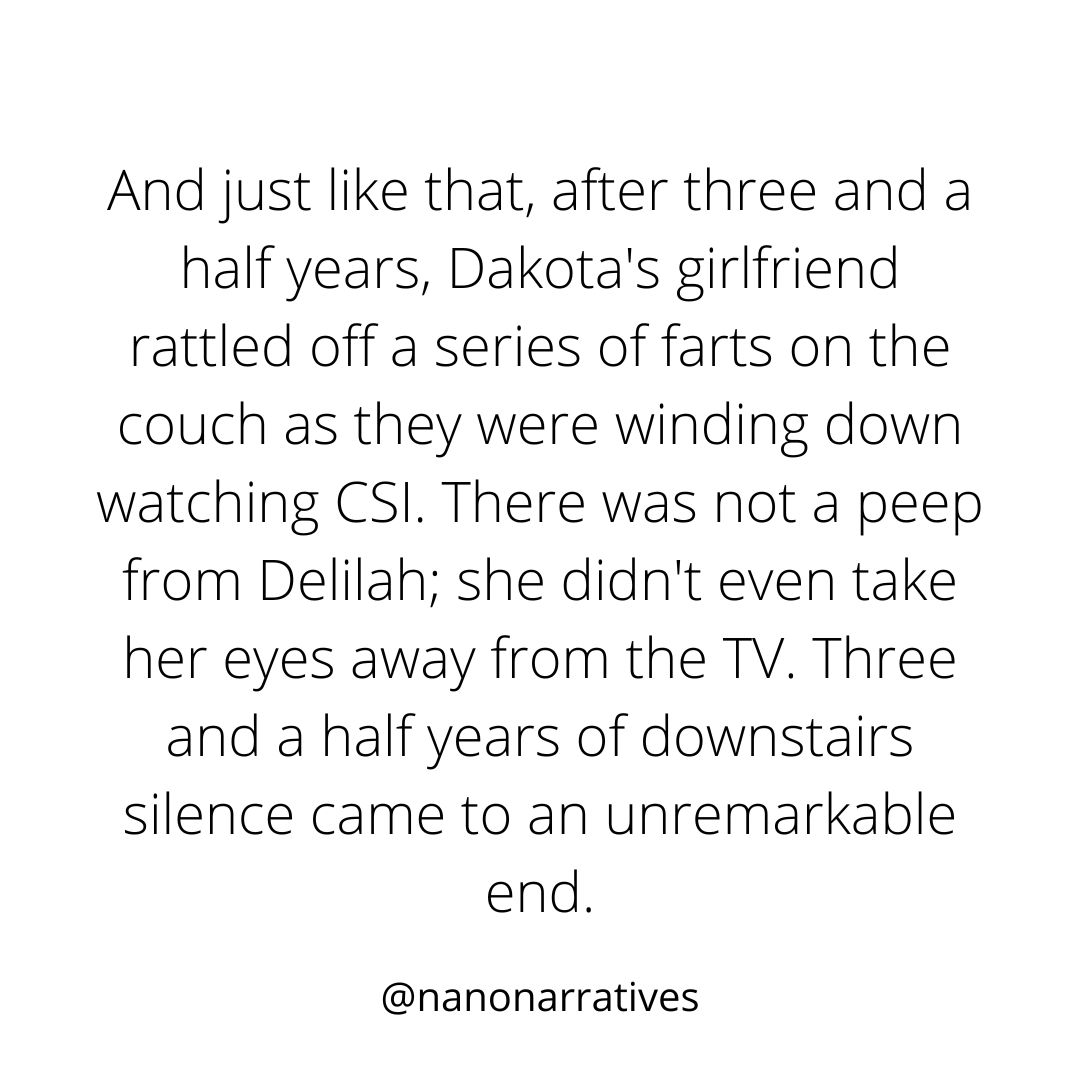 And just like that, after three and a
half years, Dakota's girlfriend
rattled off a series of farts on the
couch as they were winding down
watching CSI. There was not a peep
from Delilah; she didn't even take
her eyes away from the TV. Three
and a half years of downstairs
silence came to an unremarkable
end.
@nanonarratives